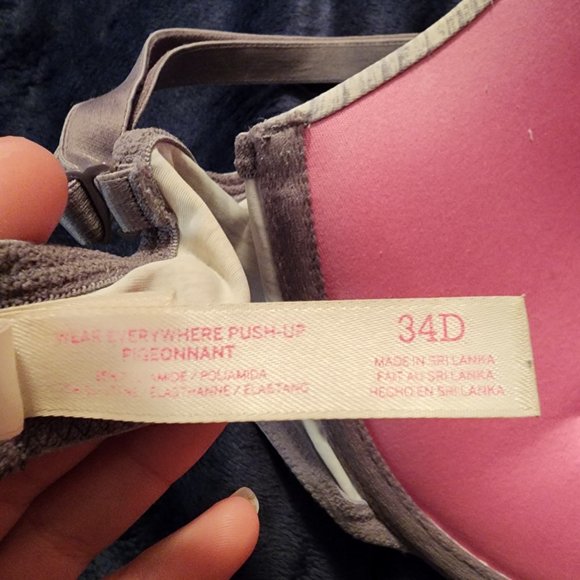 WEAR EVERYWHERE PUSH-UP
PIGEONNANT
/ POLIAMIDA
ELASTHANNE / ELASTANO
34D
MADE IN SRI LANKA
FAIT AU SRI LANKA
HECHO EN SRI LANKA